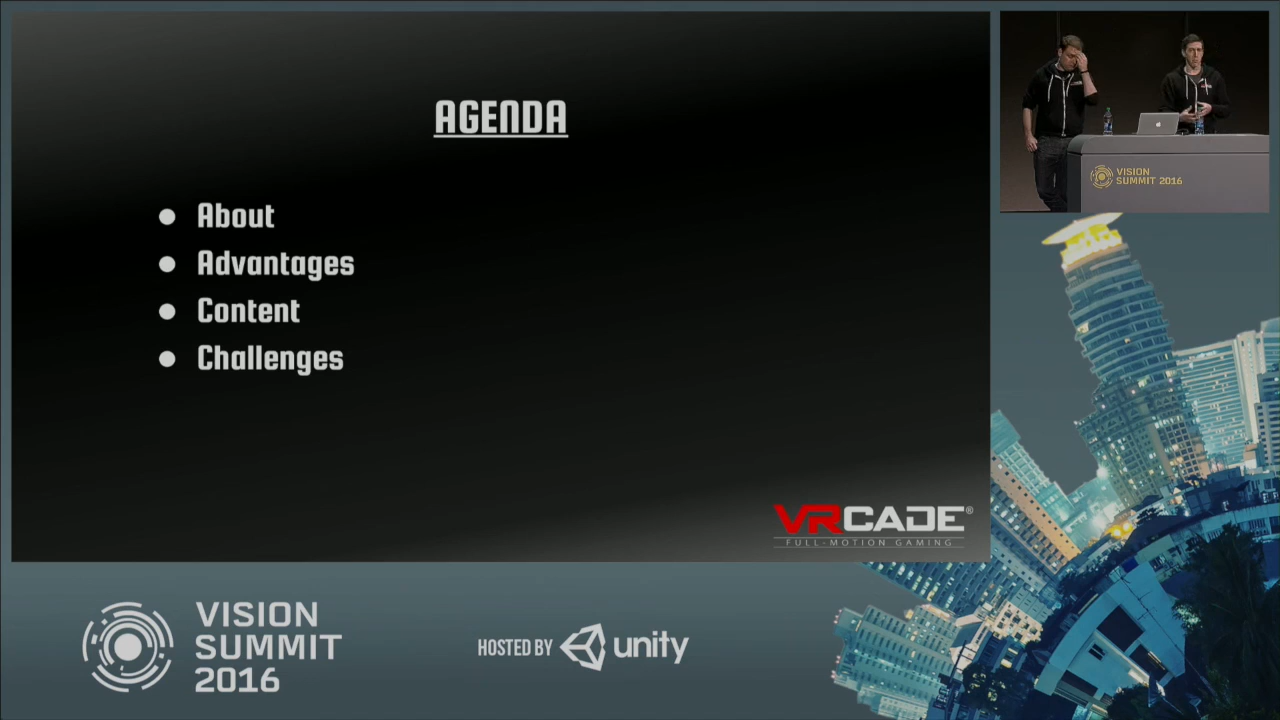 AGENDA
● About
● Advantages
● Content
● Challenges
VRCADE®
FULL-MOTION GAMING
VISION
SUMMIT 2016
VISION
SUMMIT
2016
HOSTED BY unity